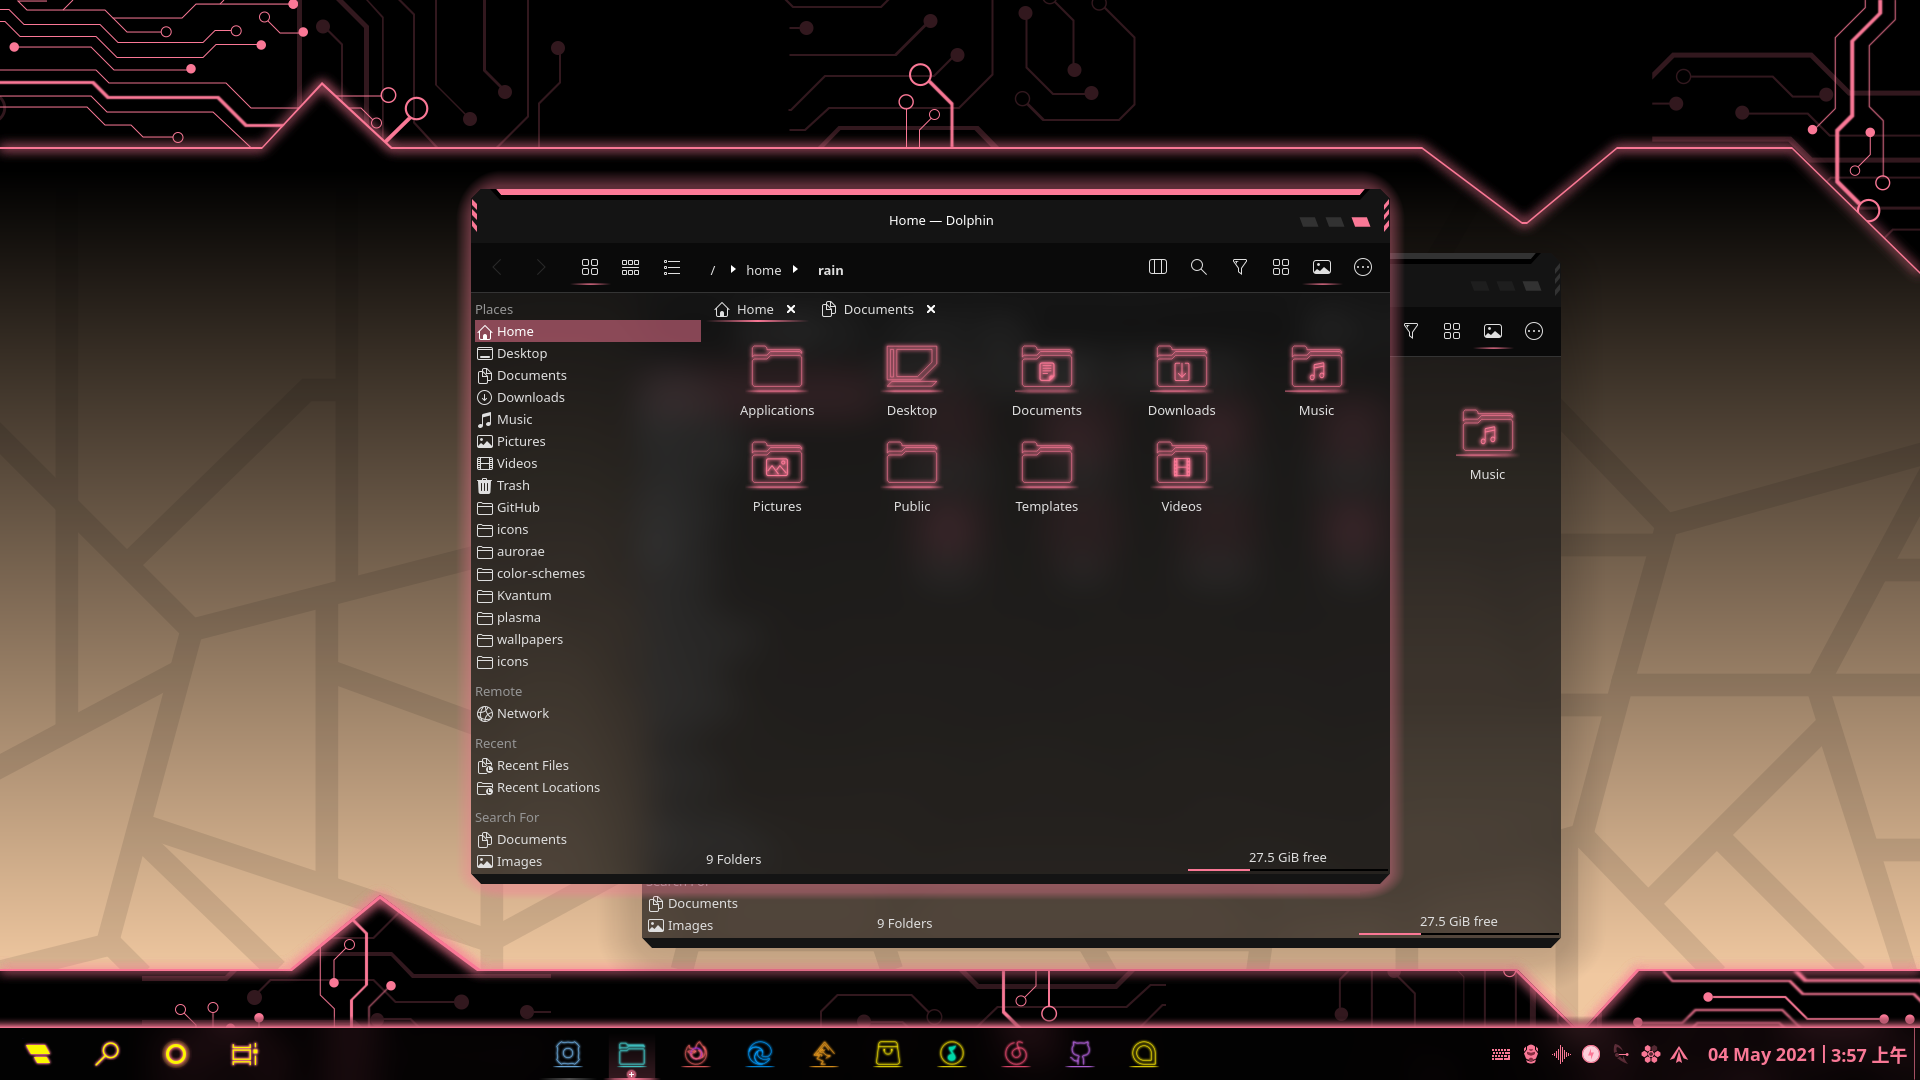 Home — Dolphin
/ home rain
Places
Home
Desktop
Documents
Downloads
Music
Pictures
Videos
Trash
GitHub
icons
aurorae
color-schemes
Kvantum
plasma
wallpapers
icons
Remote
Network
Recent
Recent Files
Recent Locations
Search For
Documents
Images
Home Documents
Applications Desktop Documents Downloads Music
Pictures Public Templates Videos
9 Folders 27.5 GiB free
Music
Search For
Documents
Images
9 Folders 27.5 GiB free
04 May 2021 3:57 上午